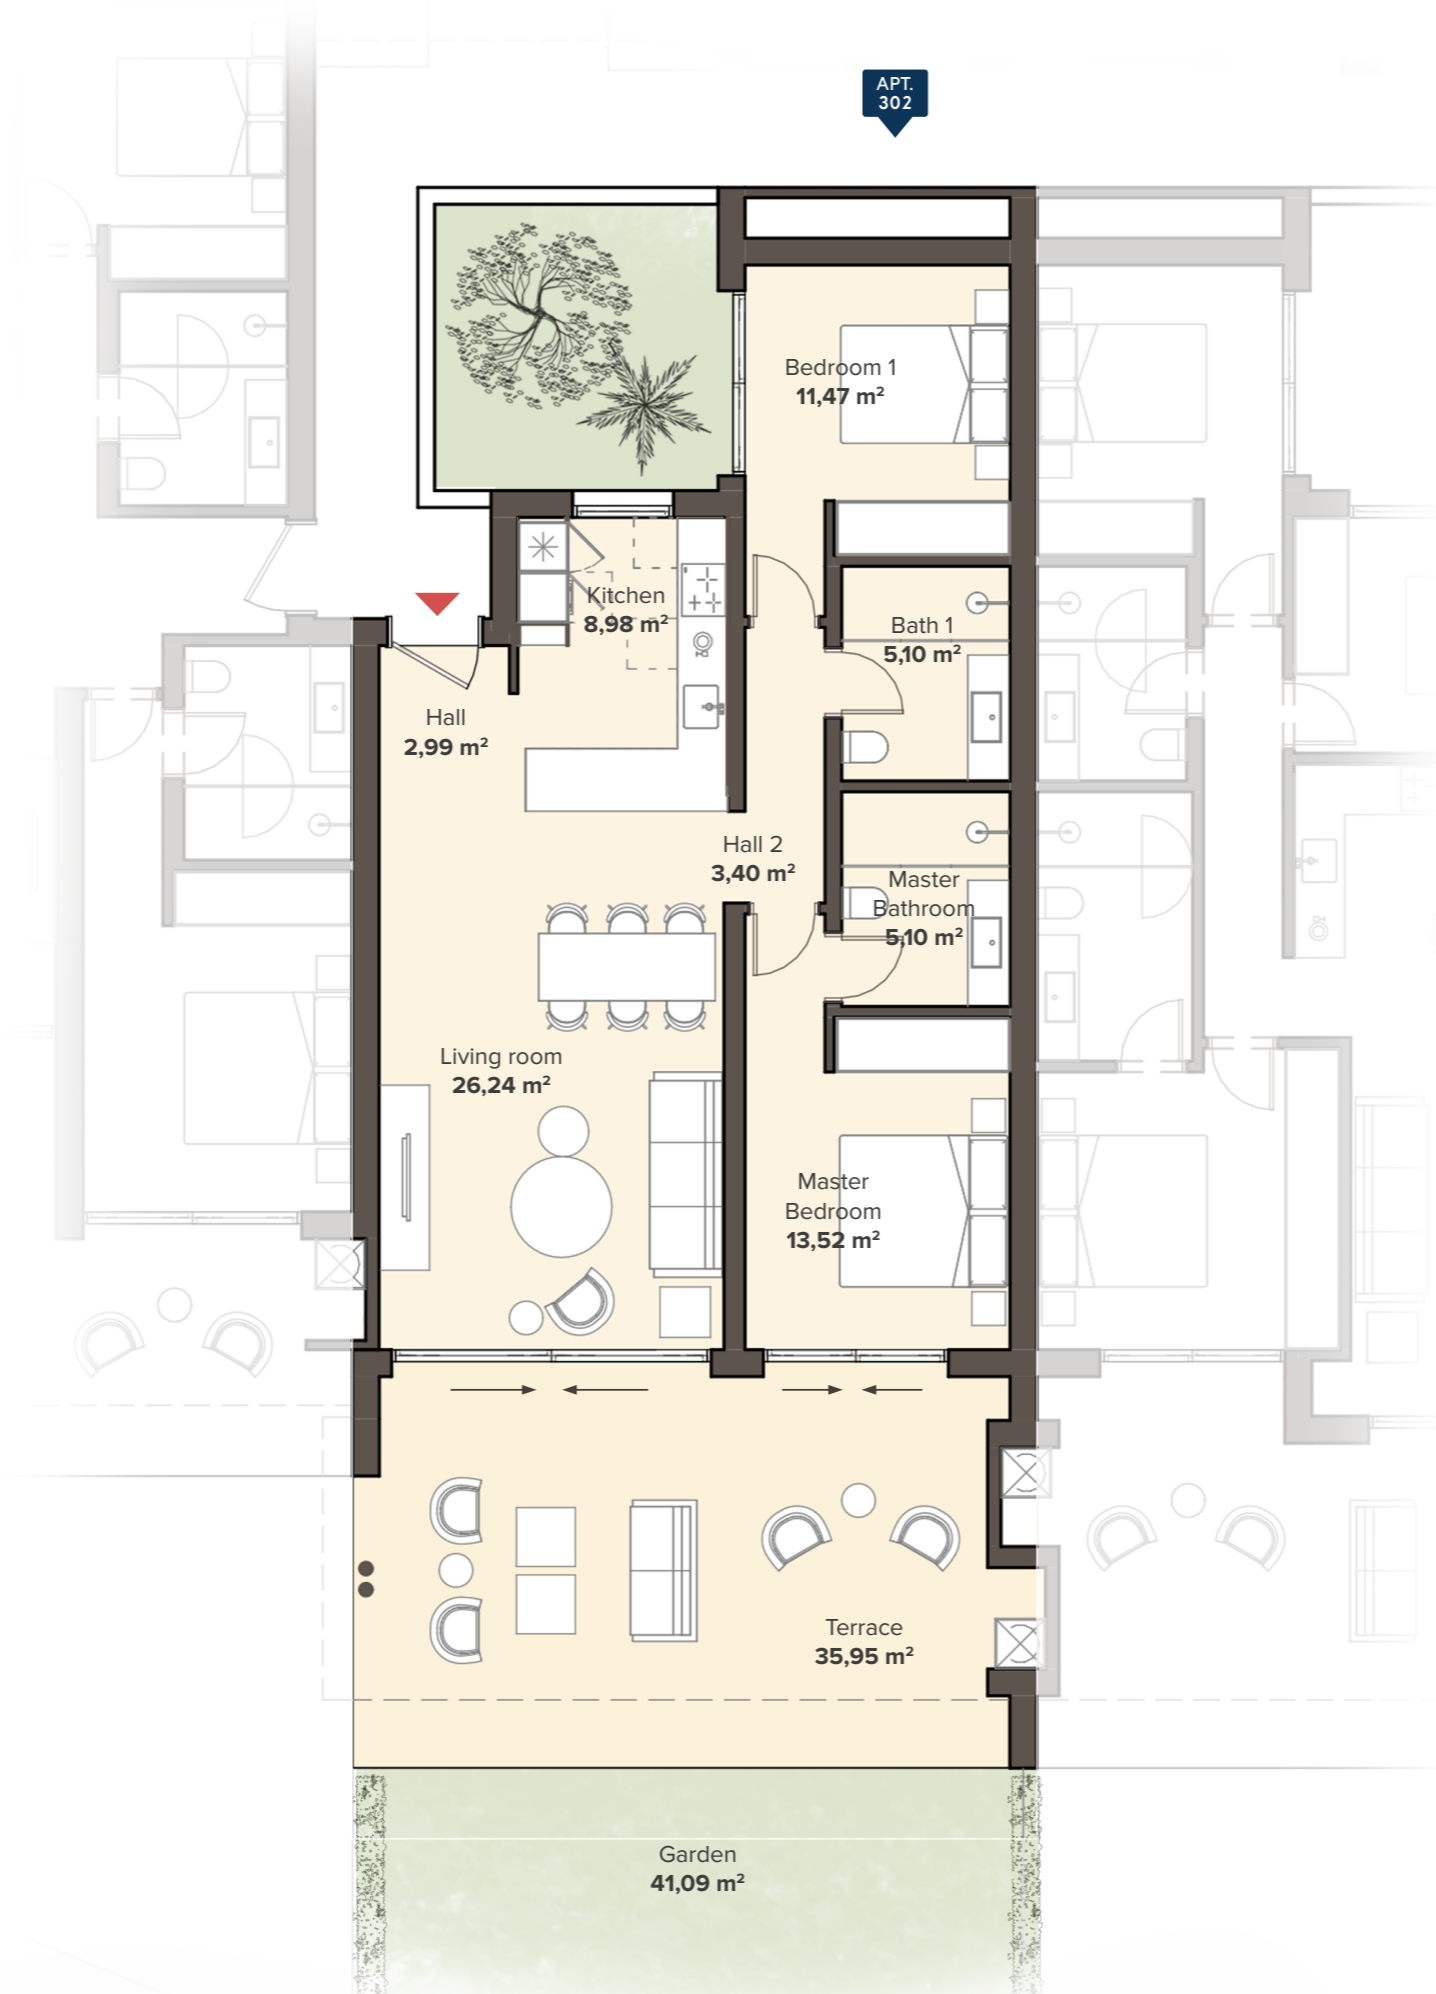 APT.
302
Bedroom 1
11,47 m²
Kitchen
8,98 m²
Bath 1
5,10 m²
Hall
2,99 m²
Hall 2
3,40 m²
Master
Bathroom
5,10 m²
Living room
26,24 m²
Master
Bedroom
13,52 m²
Terrace
35,95 m²
Garden
41,09 m²